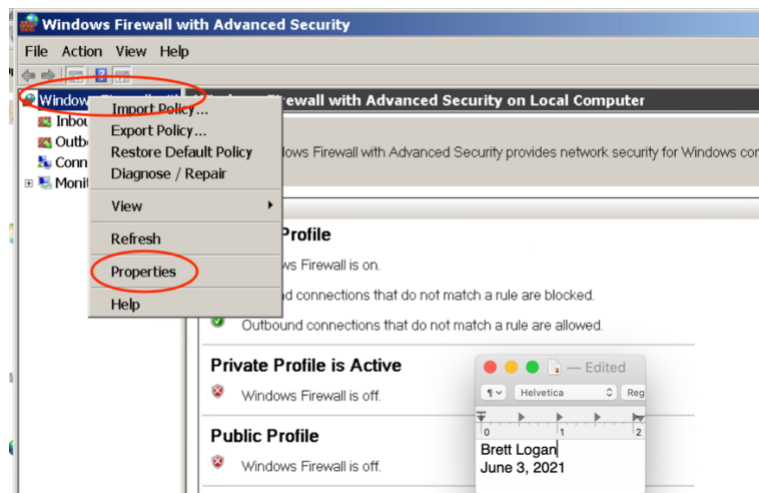 Windows Firewall with Advanced Security
File Action View Help
Import Policy...
Export Policy...
Restore Default Policy
Diagnose / Repair
View
Refresh
Properties
Help
Firewall with Advanced Security on Local Computer
Firewall with Advanced Security provides network security for Windows
Profile
Firewall is on.
connections that do not match a rule are blocked.
Outbound connections that do not match a rule are allowed.
Private Profile is Active
Windows Firewall is off.
Public Profile
Windows Firewall is off.
— Edited
¶ Helvetica Reg
0 1 2
Brett Logan
June 3, 2021